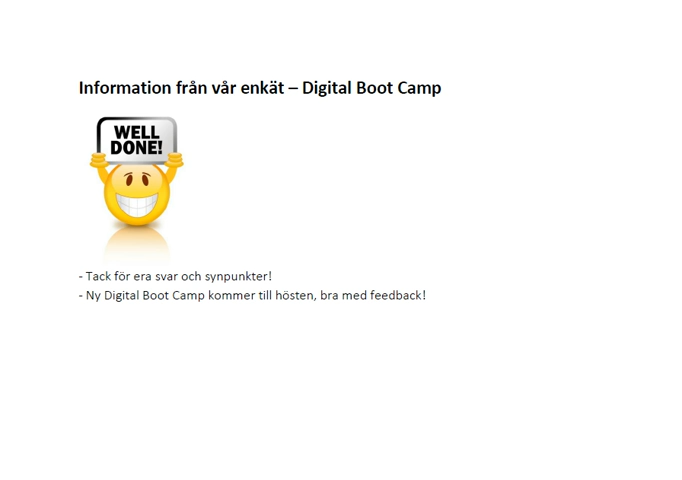 Information från vår enkät – Digital Boot Camp
WELL
DONE!
- Tack för era svar och synpunkter!
- Ny Digital Boot Camp kommer till hösten, bra med feedback!